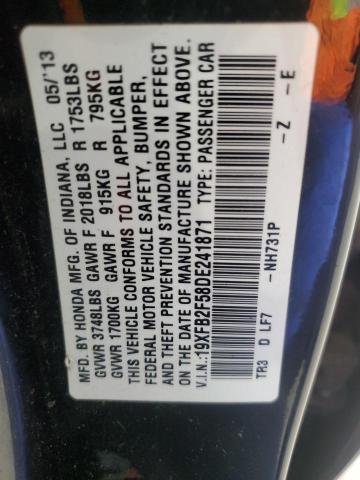 MFD. BY HONDA MFG. OF INDIANA, LLC 05/'13
GVWR 3748LBS GAWR F 2018LBS R 1753LBS
GVWR 1700KG GAWR F 915KG R 795KG
THIS VEHICLE CONFORMS TO ALL APPLICABLE
FEDERAL MOTOR VEHICLE SAFETY, BUMPER,
AND THEFT PREVENTION STANDARDS IN EFFECT
ON THE DATE OF MANUFACTURE SHOWN ABOVE.
V.I.N.:19XFB2F58DE241871 TYPE: PASSENGER CAR
TR3 D LF7 -NH731P -Z -E